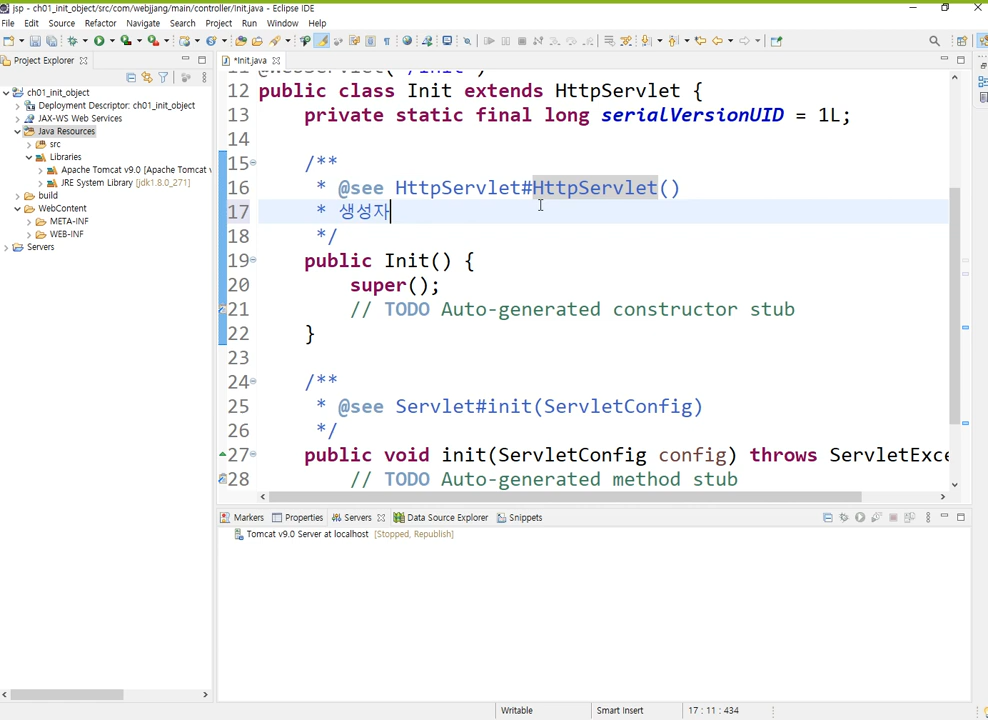 jsp - ch01_init_object/src/com/webjjang/main/controller/Init.java - Eclipse IDE
File Edit Source Refactor Navigate Search Project Run Window Help
Project Explorer
*Init.java
ch01_init_object
Deployment Descriptor: ch01_init_object
JAX-WS Web Services
Java Resources
src
Libraries
Apache Tomcat v9.0 [Apache Tomcat v
JRE System Library [jdk1.8.0_271]
build
WebContent
META-INF
WEB-INF
Servers
11 @WebServlet("/Init")
12 public class Init extends HttpServlet {
13 private static final long serialVersionUID = 1L;
14
15 /**
16 * @see HttpServlet#HttpServlet()
17 * 생성자
18 */
19 public Init() {
20 super();
21 // TODO Auto-generated constructor stub
22 }
23
24 /**
25 * @see Servlet#init(ServletConfig)
26 */
27 public void init(ServletConfig config) throws ServletExce
28 // TODO Auto-generated method stub
Markers Properties Servers Data Source Explorer Snippets
Tomcat v9.0 Server at localhost [Stopped, Republish]
Writable Smart Insert 17 : 11 : 434